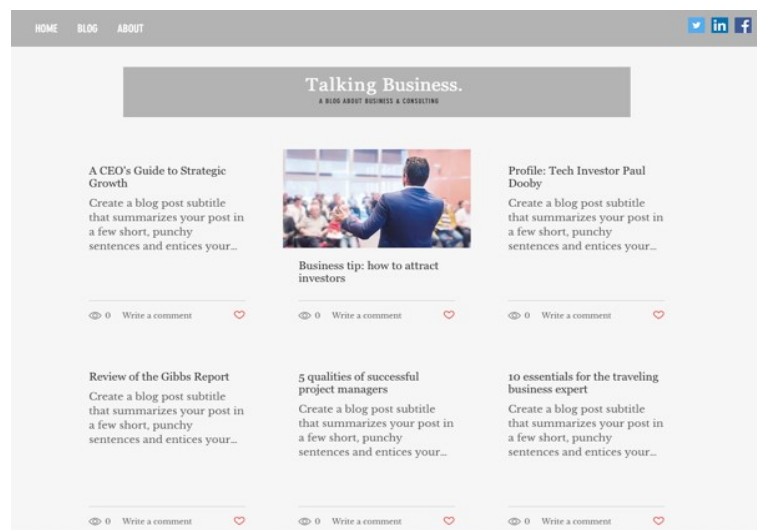 HOME BLOG ABOUT
Talking Business.
A BLOG ABOUT BUSINESS & CONSULTING
A CEO's Guide to Strategic
Growth
Create a blog post subtitle
that summarizes your post in
a few short, punchy
sentences and entices your...
0 Write a comment
Business tip: how to attract
investors
0 Write a comment
Profile: Tech Investor Paul
Dooby
Create a blog post subtitle
that summarizes your post in
a few short, punchy
sentences and entices your...
0 Write a comment
Review of the Gibbs Report
Create a blog post subtitle
that summarizes your post in
a few short, punchy
sentences and entices your...
0 Write a comment
5 qualities of successful
project managers
Create a blog post subtitle
that summarizes your post in
a few short, punchy
sentences and entices your...
0 Write a comment
10 essentials for the traveling
business expert
Create a blog post subtitle
that summarizes your post in
a few short, punchy
sentences and entices your...
0 Write a comment